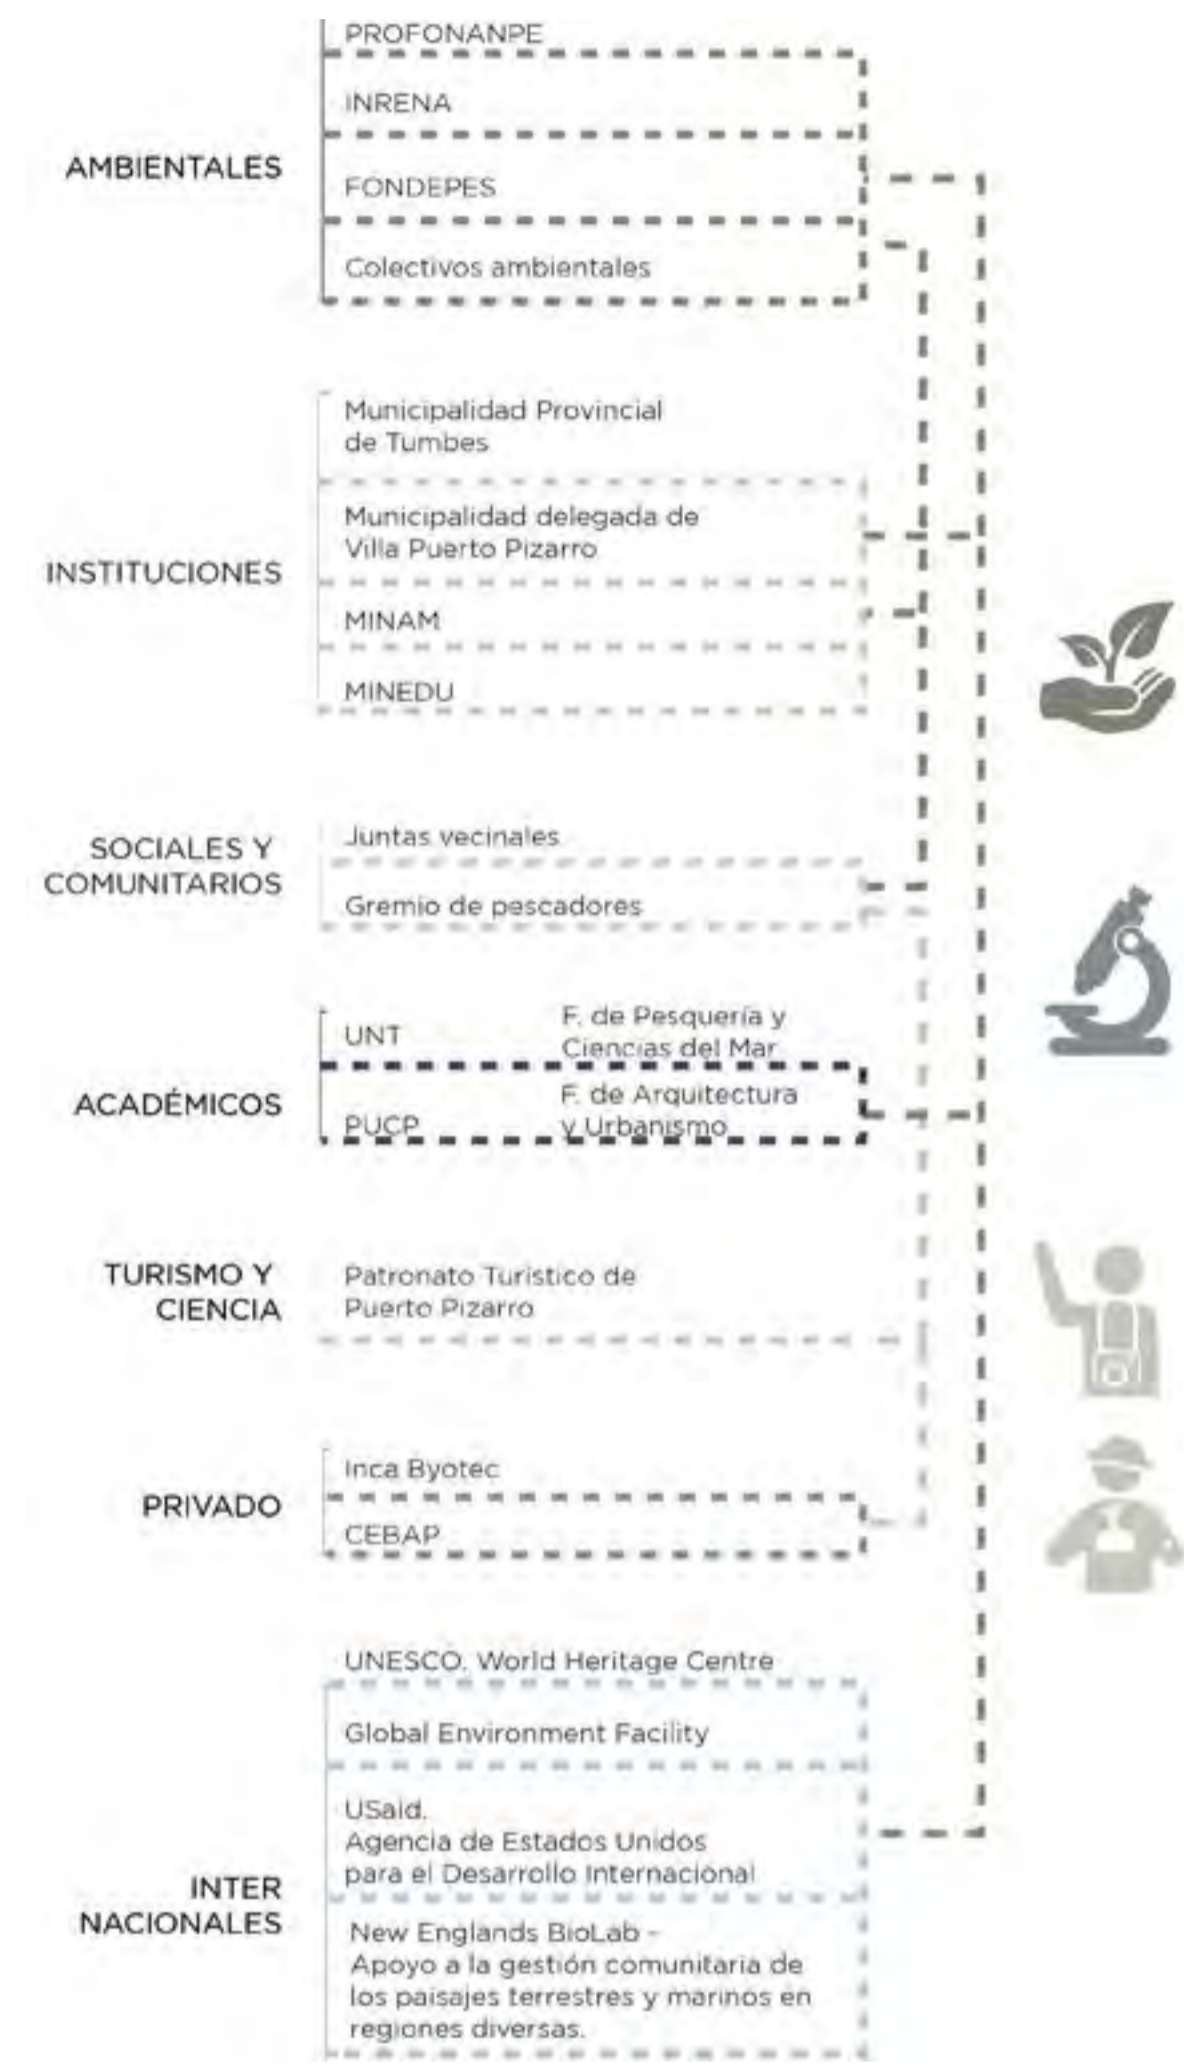 PROFONANPE
INRENA
AMBIENTALES
FONDEPES
Colectivos ambientales
Municipalidad Provincial
de Tumbes
Municipalidad delegada de
Villa Puerto Pizarro
INSTITUCIONES
MINAM
MINEDU
SOCIALES Y
COMUNITARIOS
Juntas vecinales
Gremio de pescadores
ACADÉMICOS
UNT
F. de Pesquería y
Ciencias del Mar
PUCP
F. de Arquitectura
y Urbanismo
TURISMO Y
CIENCIA
Patronato Turístico de
Puerto Pizarro
PRIVADO
Inca Byotec
CEBAP
UNESCO. World Heritage Centre
Global Environment Facility
USaid.
Agencia de Estados Unidos
para el Desarrollo Internacional
INTER
NACIONALES
New Englands BioLab -
Apoyo a la gestión comunitaria de
los paisajes terrestres y marinos en
regiones diversas.